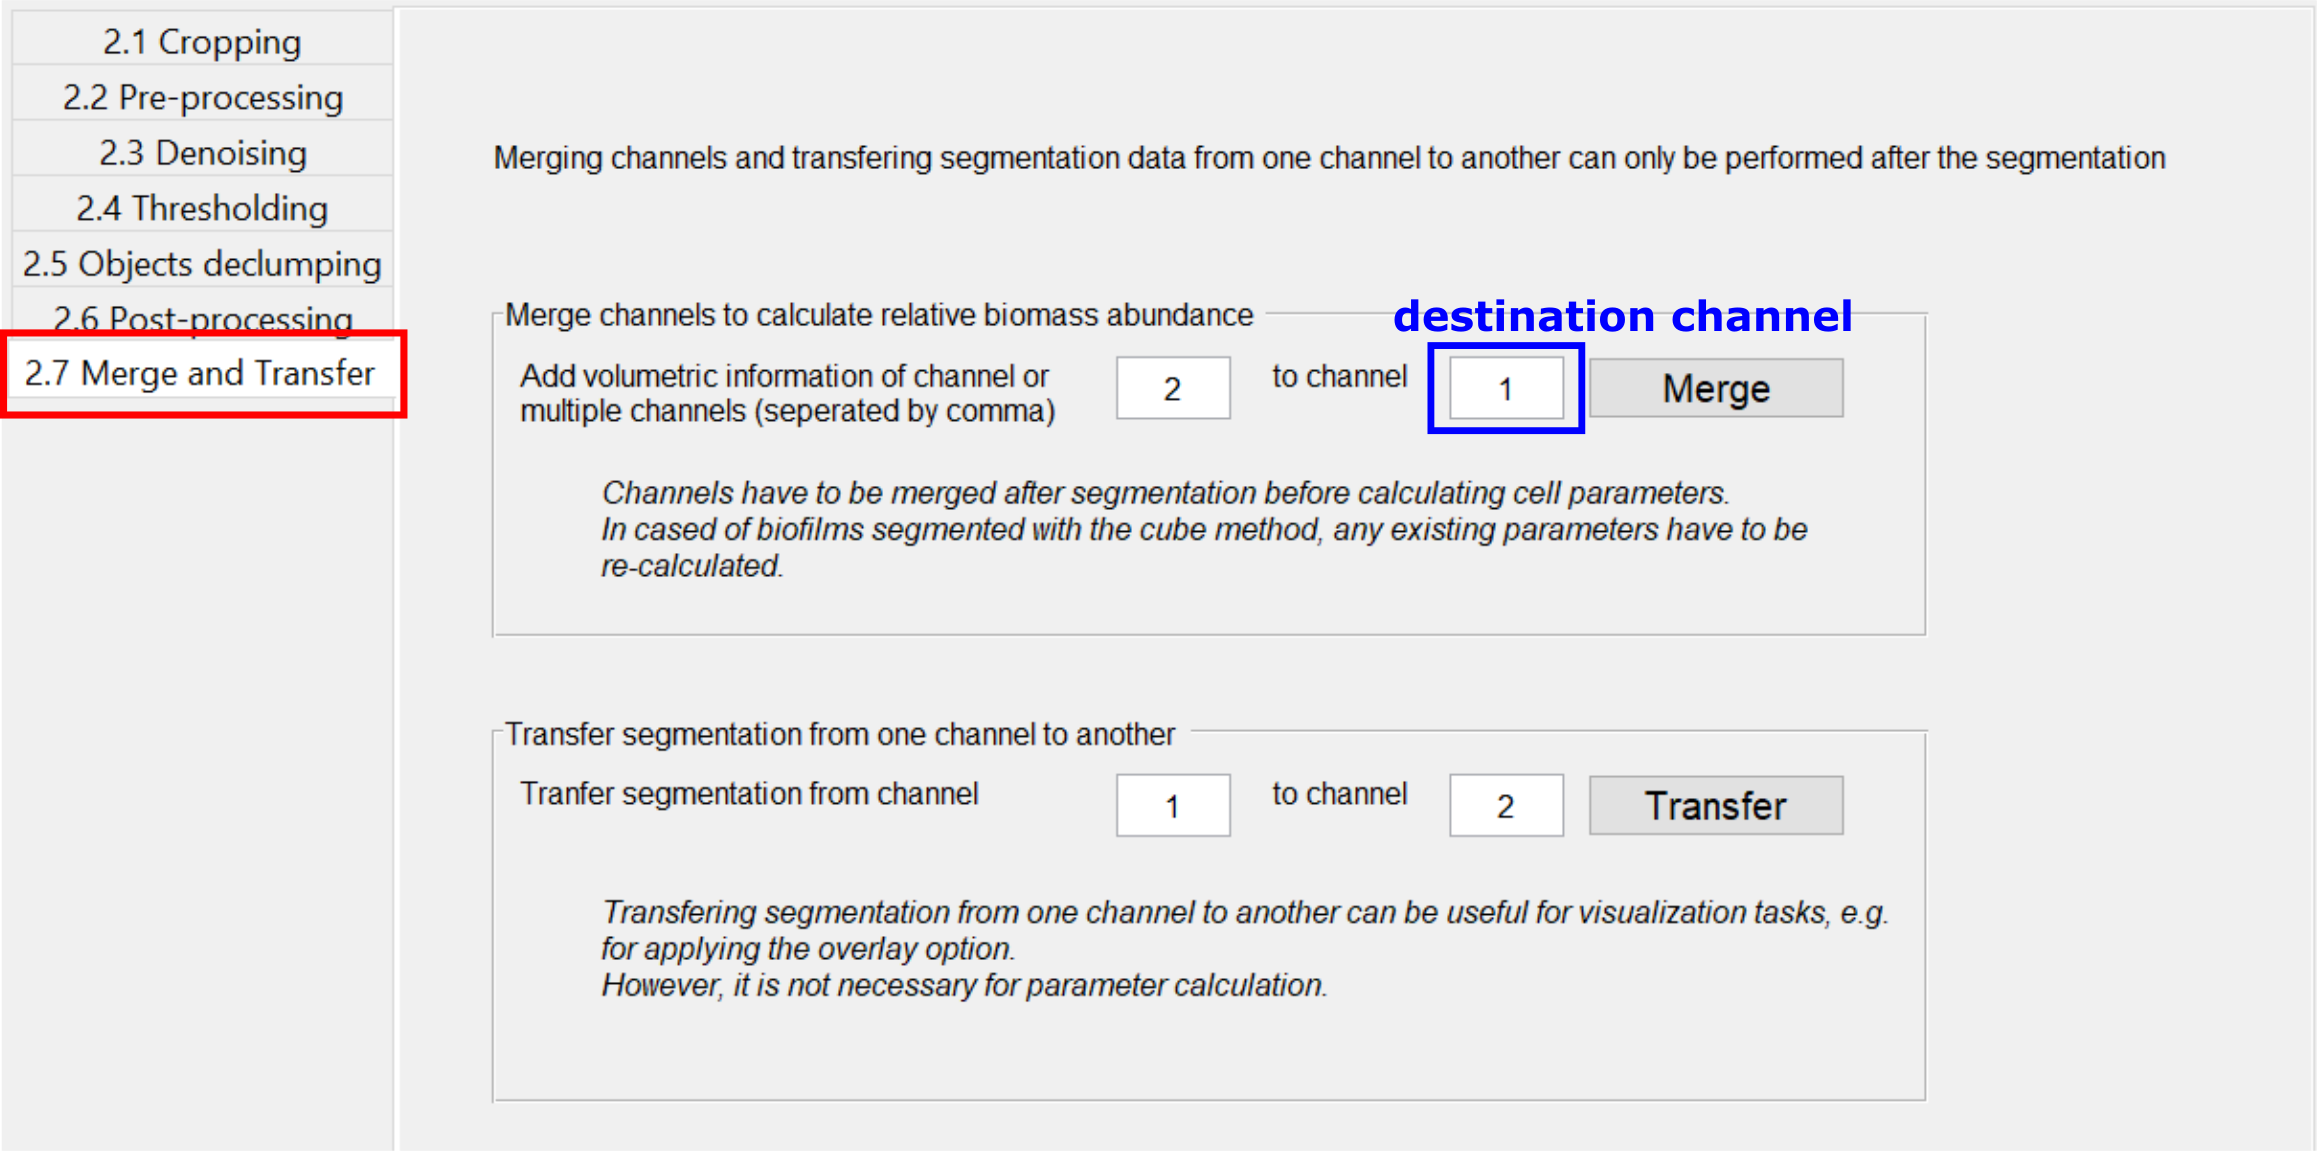 2.1 Cropping
2.2 Pre-processing
2.3 Denoising
2.4 Thresholding
2.5 Objects declumping
2.6 Post-processing
2.7 Merge and Transfer
Merging channels and transfering segmentation data from one channel to another can only be performed after the segmentation
Merge channels to calculate relative biomass abundance
destination channel
Add volumetric information of channel or
multiple channels (seperated by comma)
2
to channel
1
Merge
Channels have to be merged after segmentation before calculating cell parameters.
In cased of biofilms segmented with the cube method, any existing parameters have to be
re-calculated.
Transfer segmentation from one channel to another
Tranfer segmentation from channel
1
to channel
2
Transfer
Transfering segmentation from one channel to another can be useful for visualization tasks, e.g.
for applying the overlay option.
However, it is not necessary for parameter calculation.